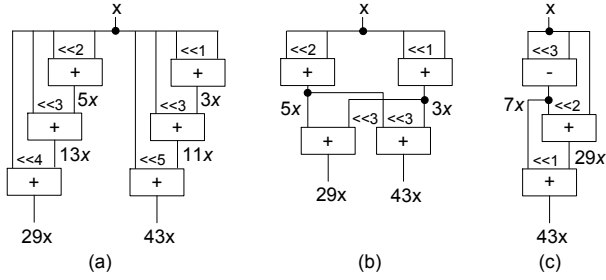 x
<<2
<<1
+
+
5x
3x
<<3
<<3
+
+
13x
11x
<<4
<<5
+
+
29x
43x
(a)
x
<<2
<<1
+
+
5x
3x
<<3
<<3
+
+
29x
43x
(b)
x
<<3
-
7x
<<2
+
29x
<<1
+
43x
(c)